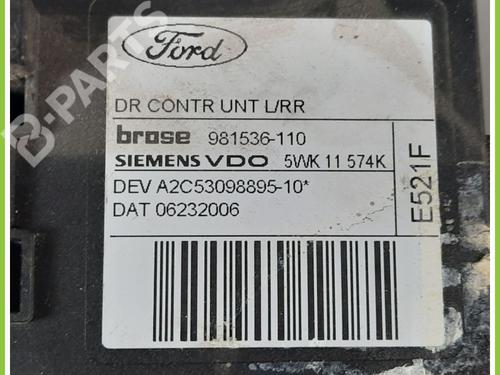 Ford
DR CONTR UNT L/RR
brose 981536-110
SIEMENS VDO 5WK 11 574K
DEV A2C53098895-10*
DAT 06232006
E521F
B-PARTS